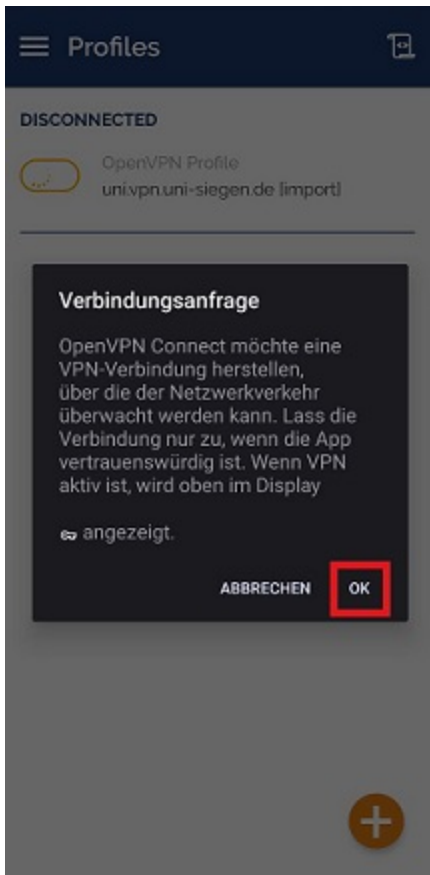 Profiles
DISCONNECTED
OpenVPN Profile
uni.vpn.uni-siegen.de [import]
Verbindungsanfrage
OpenVPN Connect möchte eine
VPN-Verbindung herstellen,
über die der Netzwerkverkehr
überwacht werden kann. Lass die
Verbindung nur zu, wenn die App
vertrauenswürdig ist. Wenn VPN
aktiv ist, wird oben im Display
angezeigt.
ABBRECHEN OK